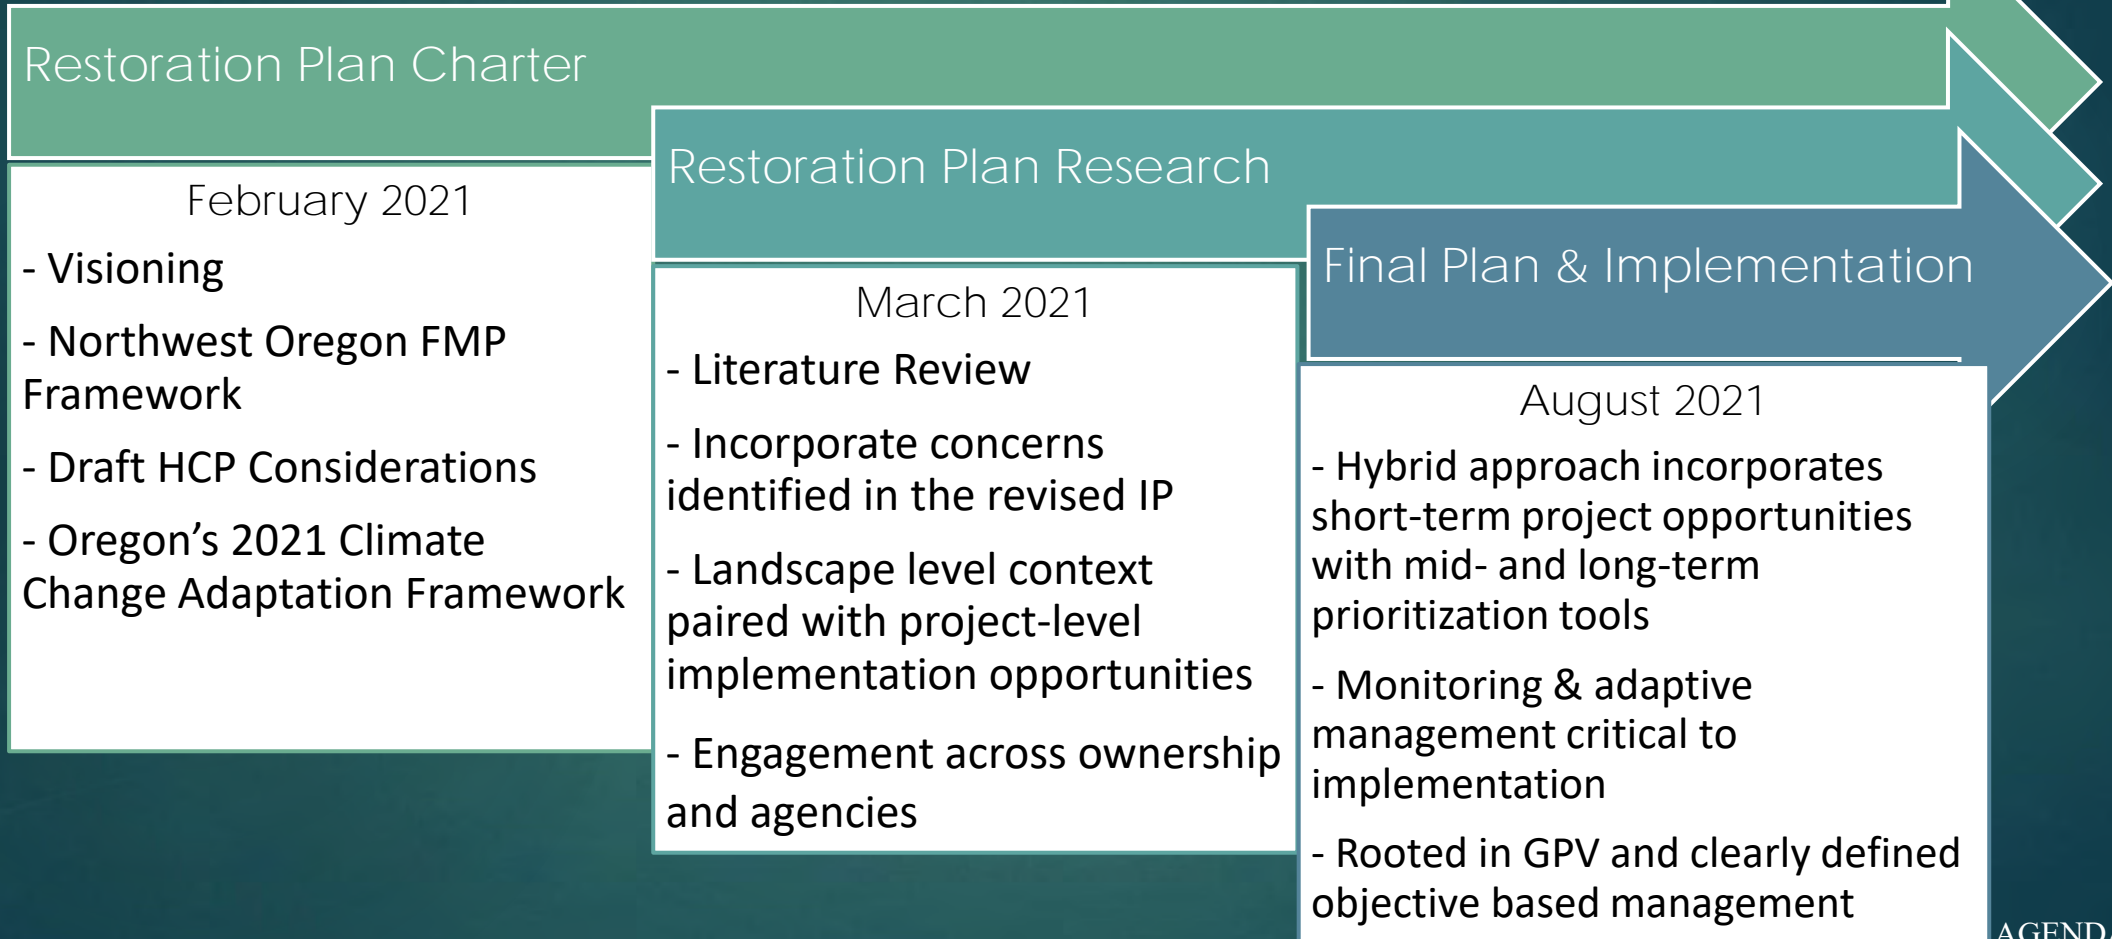 Restoration Plan Charter
February 2021
- Visioning
- Northwest Oregon FMP
Framework
- Draft HCP Considerations
- Oregon’s 2021 Climate
Change Adaptation Framework
Restoration Plan Research
March 2021
- Literature Review
- Incorporate concerns
identified in the revised IP
- Landscape level context
paired with project-level
implementation opportunities
- Engagement across ownership
and agencies
Final Plan & Implementation
August 2021
- Hybrid approach incorporates
short-term project opportunities
with mid- and long-term
prioritization tools
- Monitoring & adaptive
management critical to
implementation
- Rooted in GPV and clearly defined
objective based management